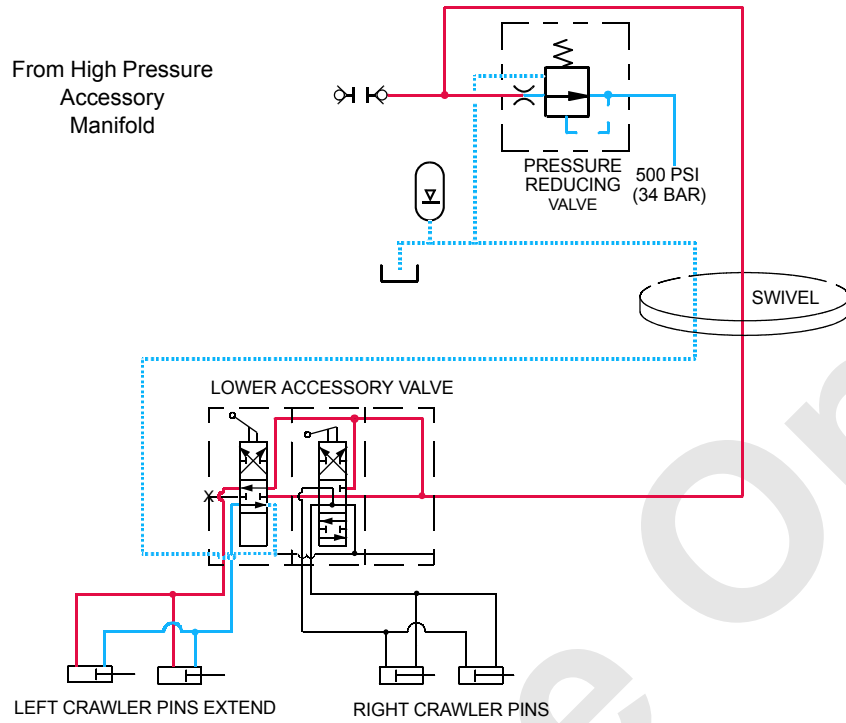 From High Pressure
Accessory
Manifold
PRESSURE
REDUCING
VALVE
500 PSI
(34 BAR)
SWIVEL
LOWER ACCESSORY VALVE
X
LEFT CRAWLER PINS EXTEND
RIGHT CRAWLER PINS